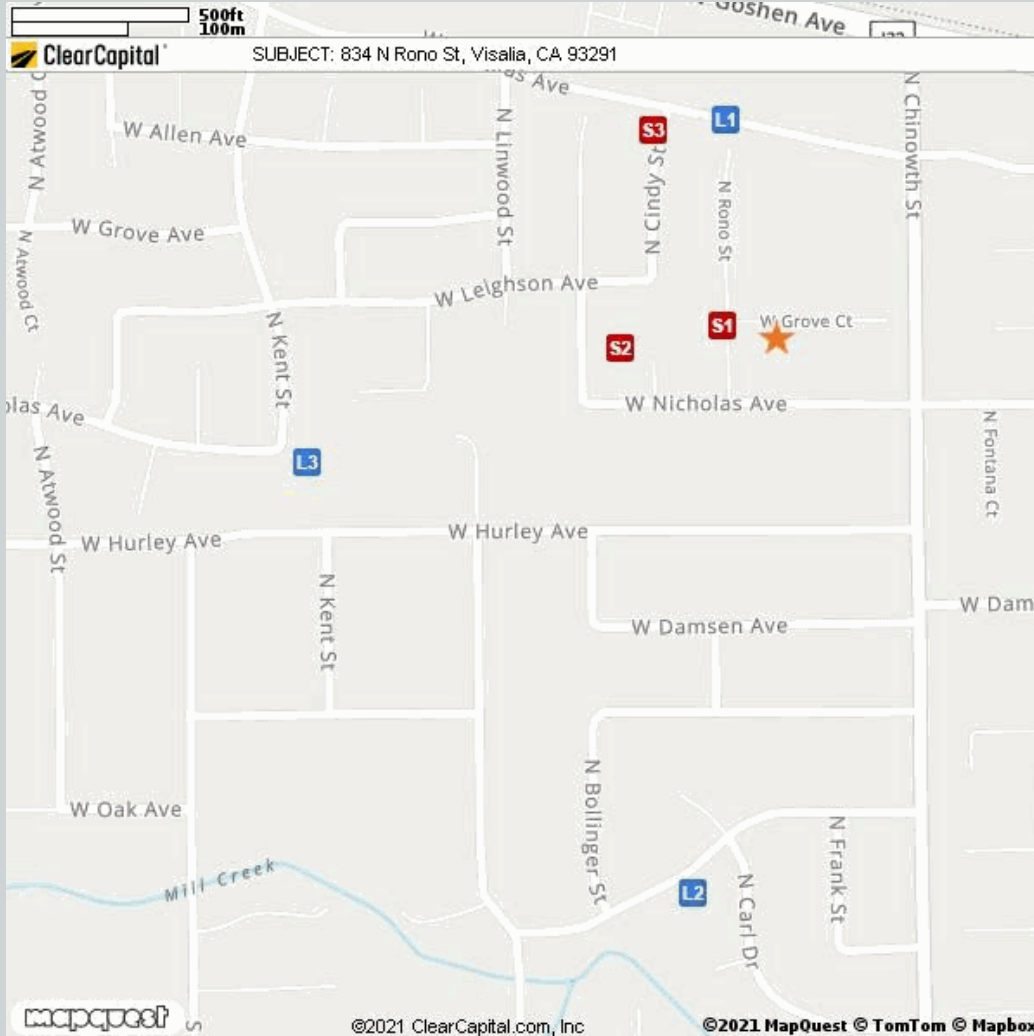 500ft
100m
Goshen Ave
ClearCapital
SUBJECT: 834 N Rono St, Visalia, CA 93291
Ave
N Atwood
W Allen Ave
N Linwood St
S3
L1
N Chinowth St
N Cindy St
N Rono St
W Grove Ave
N Atwood Ct
W Leighson Ave
S1
W Grove Ct
S2
N Kent St
W Nicholas Ave
Ave
N Fontana Ct
N Atwood St
L3
W Hurley Ave
W Hurley Ave
N Kent St
W Dam
W Damsen Ave
N Bollinger St
W Oak Ave
N Frank St
Mill Creek
L2
N Carl Dr
mapquest
S
©2021 ClearCapital.com, Inc
©2021 MapQuest © TomTom © Mapbox